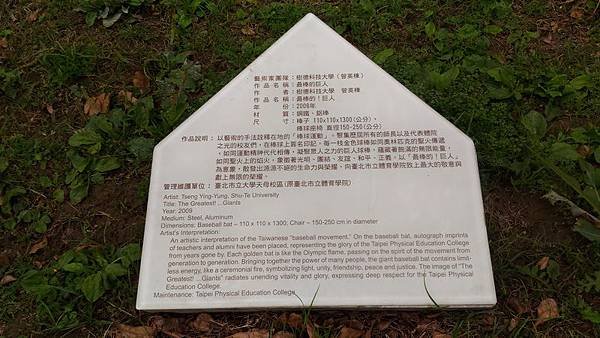 藝術家團隊：樹德科技大學（曾英棟）
作品名稱：最棒的巨人
作者：樹德科技大學 曾英棟
作品名稱：最棒的！巨人
年份：2009年
材質：鋼鐵、鋁棒
尺寸：棒子 110x110x1300(公分)、
棒球座椅 直徑150-250(公分)
作品說明：以藝術的手法詮釋在地的「棒球運動」。聚集歷屆所有的師長以及代表體院
之光的校友們，在棒球上簽名印記，每一枝金色球棒如同奧林匹克的聖火傳遞
，如同運動精神代代相傳，凝聚眾人之力的巨人球棒，蘊藏著飽滿的無限能量，
如同聖火上的焰火，象徵著光明、團結、友誼、和平、正義。以「最棒的！巨人」
為意象，散發出源源不絕的生命力與榮耀，向臺北市立體育學院致上最大的敬意與
獻上無限的榮耀。
管理維護單位：臺北市立大學天母校區(原臺北市立體育學院)
Artist: Tseng Ying-Yung, Shu-Te University
Title: The Greatest! ...Giants
Year: 2009
Medium: Steel, Aluminum
Dimensions: Baseball bat – 110 x 110 x 1300; Chair – 150-250 cm in diameter
Artist's Interpretation:
An artistic interpretation of the Taiwanese "baseball movement." On the baseball bat, autograph imprints
of teachers and alumni have been placed, representing the glory of the Taipei Physical Education College
from years gone by. Each golden bat is like the Olympic flame, passing on the spirit of the movement from
generation to generation. Bringing together the power of many people, the giant baseball bat contains limit-
less energy, like a ceremonial fire, symbolizing light, unity, friendship, peace and justice. The image of "The
Greatest! ...Giants" radiates unending vitality and glory, expressing deep respect for the Taipei Physical
Education College.
Maintenance: Taipei Physical Education College